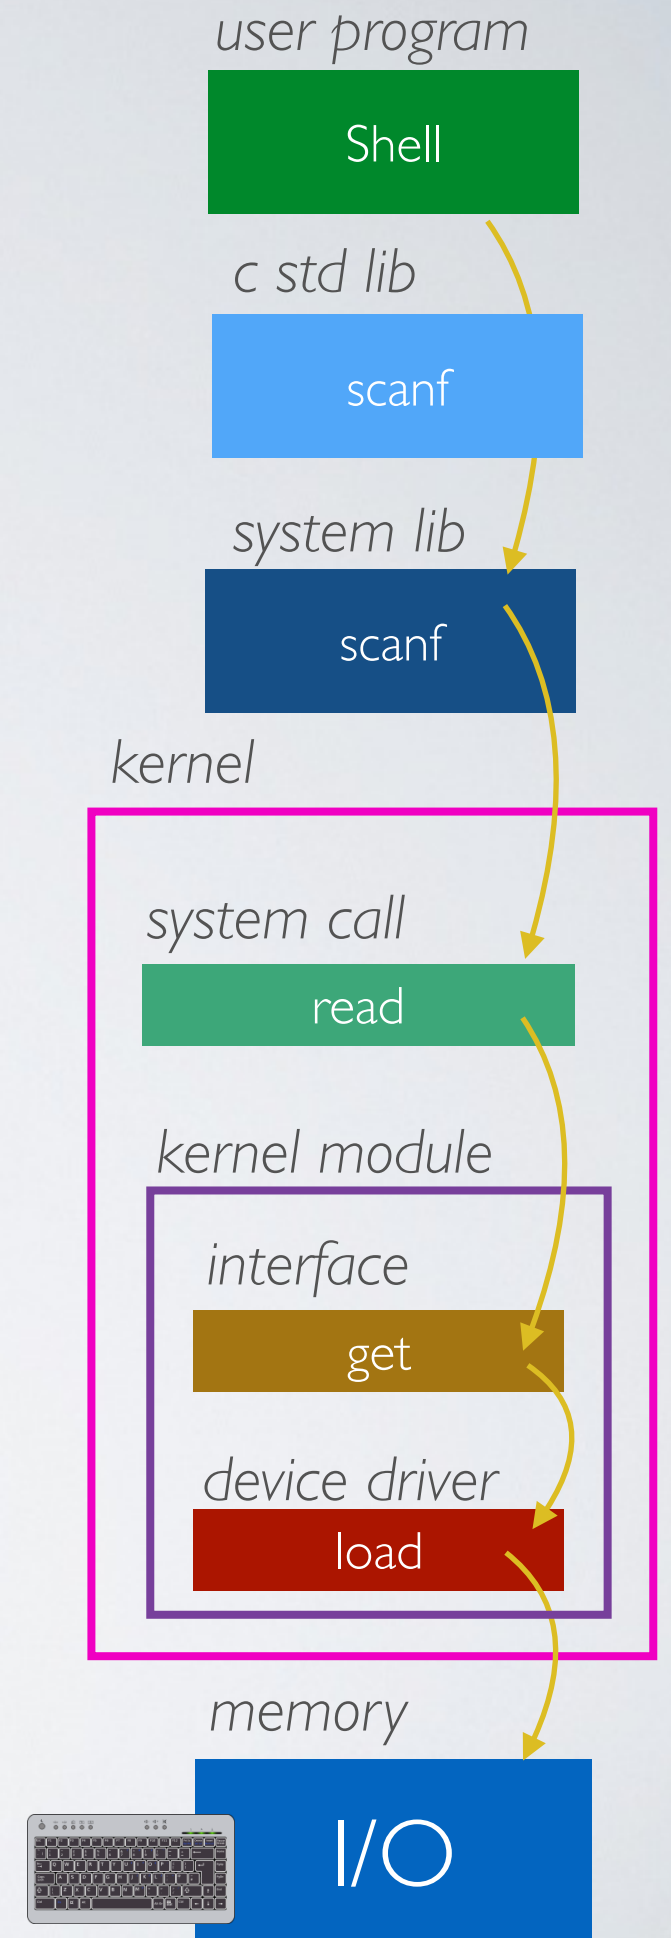 user program
Shell
c std lib
scanf
system lib
scanf
kernel
system call
read
kernel module
interface
get
device driver
load
memory
I/O